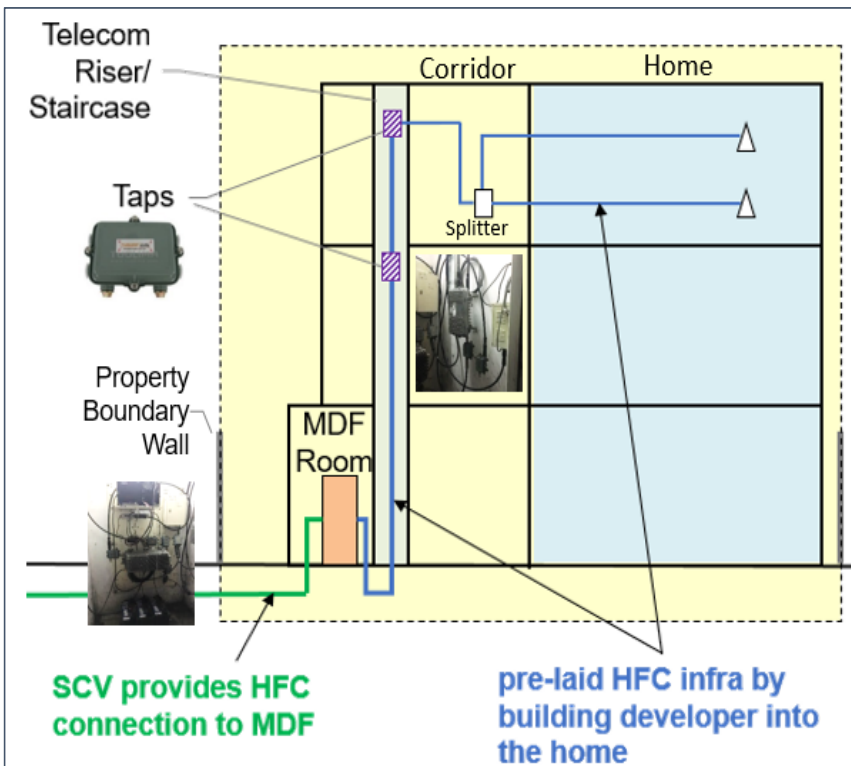 Telecom
Riser/
Staircase
Corridor
Home
Taps
Splitter
Property
Boundary
Wall
MDF
Room
SCV provides HFC
connection to MDF
pre-laid HFC infra by
building developer into
the home